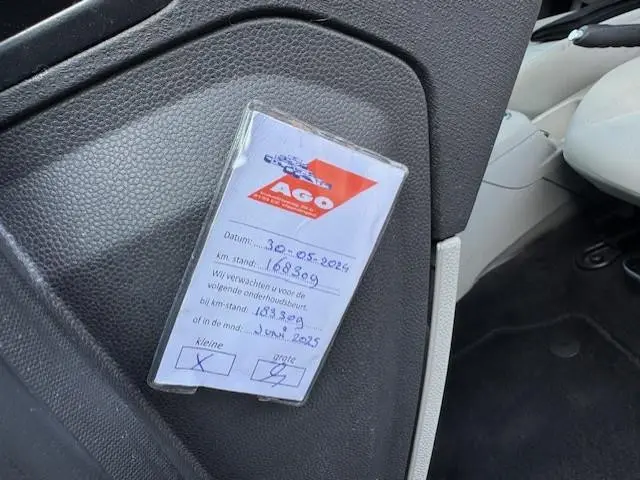 AGO
Datum: 30-05-2024
km. stand: 168309
Wij verwachten u voor de
volgende onderhoudsbeurt.
bij km-stand: 183309
of in de mnd: Juni 2025
kleine grote
X